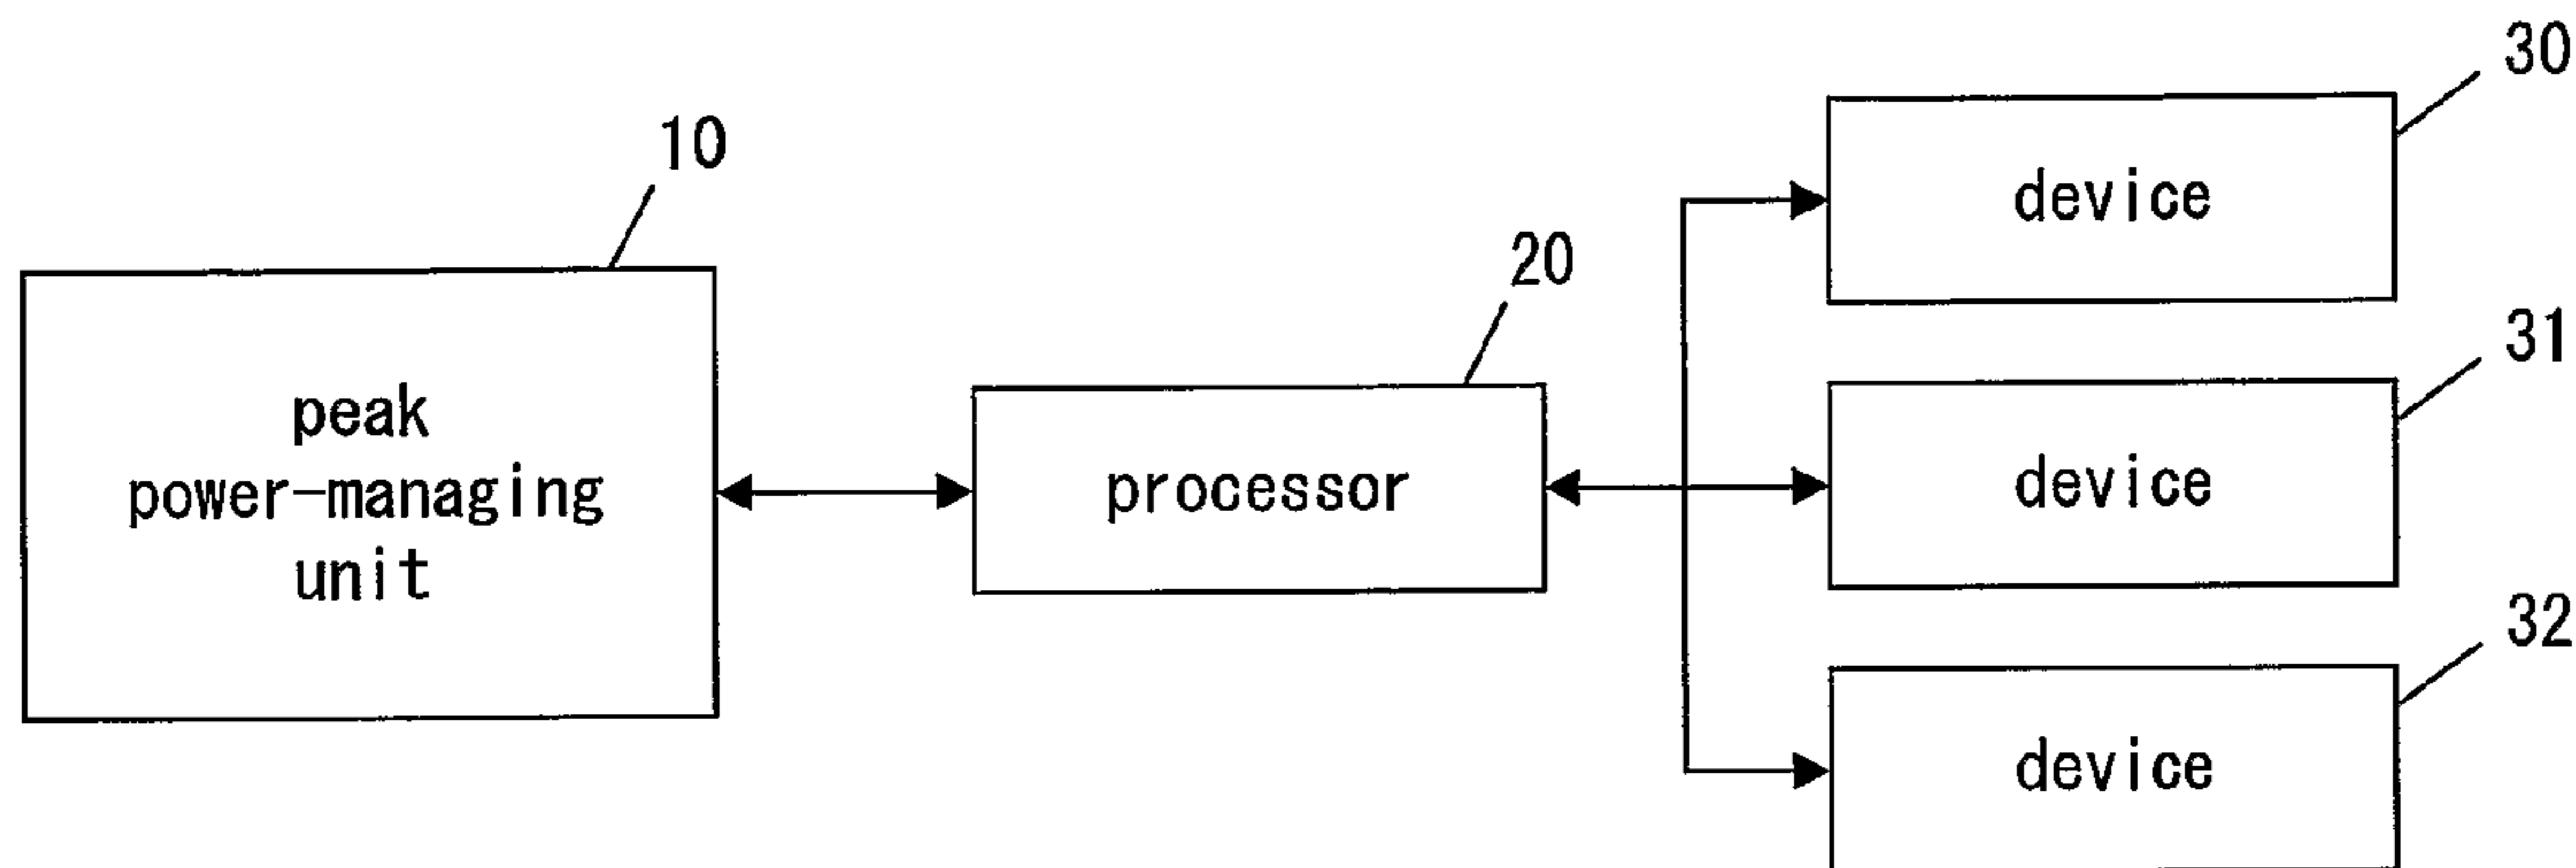 10
peak
power-managing
unit
20
processor
30
device
31
device
32
device